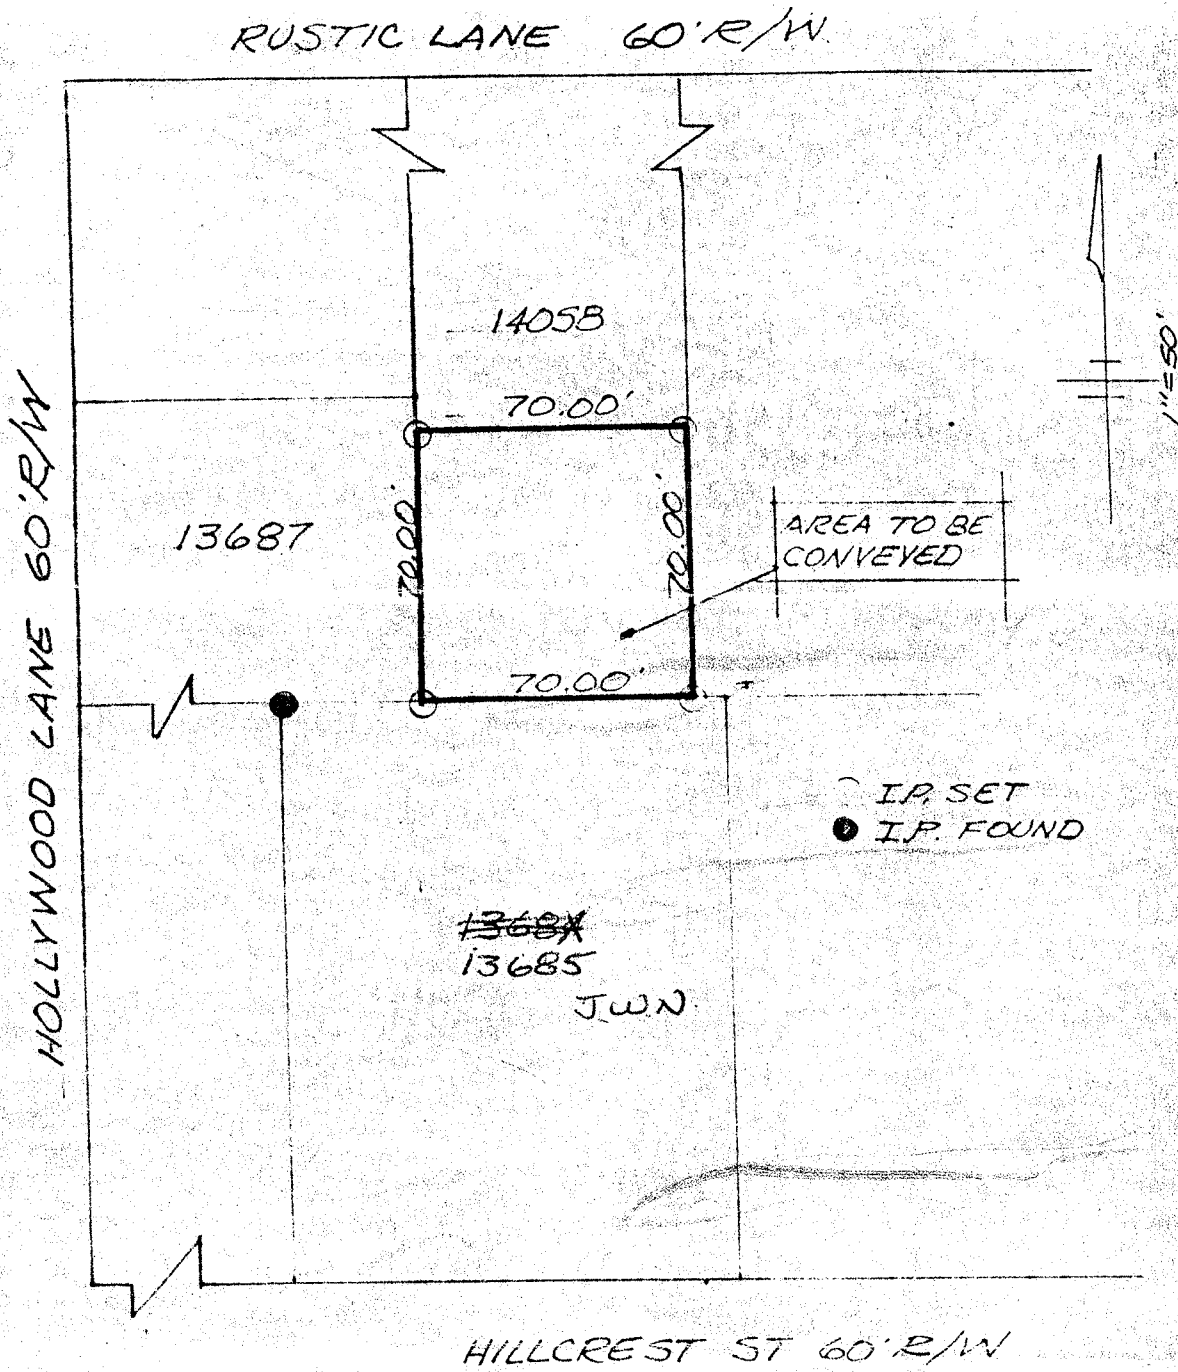 RUSTIC LANE 60' R/W
14058
70.00'
1"=50'
HOLLYWOOD LANE 60' R/W
13687
70.00'
70.00'
AREA TO BE
CONVEYED
70.00'
I.P. SET
I.P. FOUND
13685
J.W.N.
HILLCREST ST 60' R/W